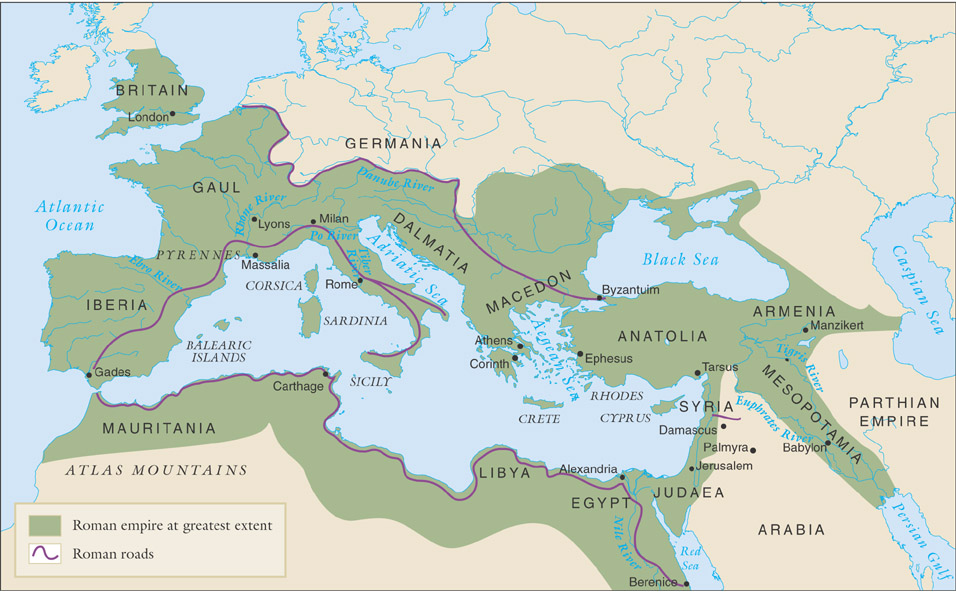 BRITAIN
London
GERMANIA
Atlantic
Ocean
GAUL
Danube River
Rhone River
Lyons
Milan
Po River
DALMATIA
PYRENNES
Massalia
Ebro River
Tiber
River
Adriatic Sea
Black Sea
Caspian Sea
CORSICA
Rome
IBERIA
SARDINIA
MACEDON
Byzantuim
ARMENIA
Manzikert
BALEARIC
ISLANDS
Athens
Aegean
Sea
ANATOLIA
Corinth
Ephesus
Tigris River
Gades
Carthage
SICILY
Tarsus
MESOPOTAMIA
RHODES
CRETE
CYPRUS
SYRIA
Euphrates River
PARTHIAN
EMPIRE
MAURITANIA
Damascus
Palmyra
Babylon
ATLAS MOUNTAINS
LIBYA
Alexandria
Jerusalem
EGYPT
JUDAEA
ARABIA
Nile River
Red
Sea
Persian Gulf
Berenice
Roman empire at greatest extent
Roman roads